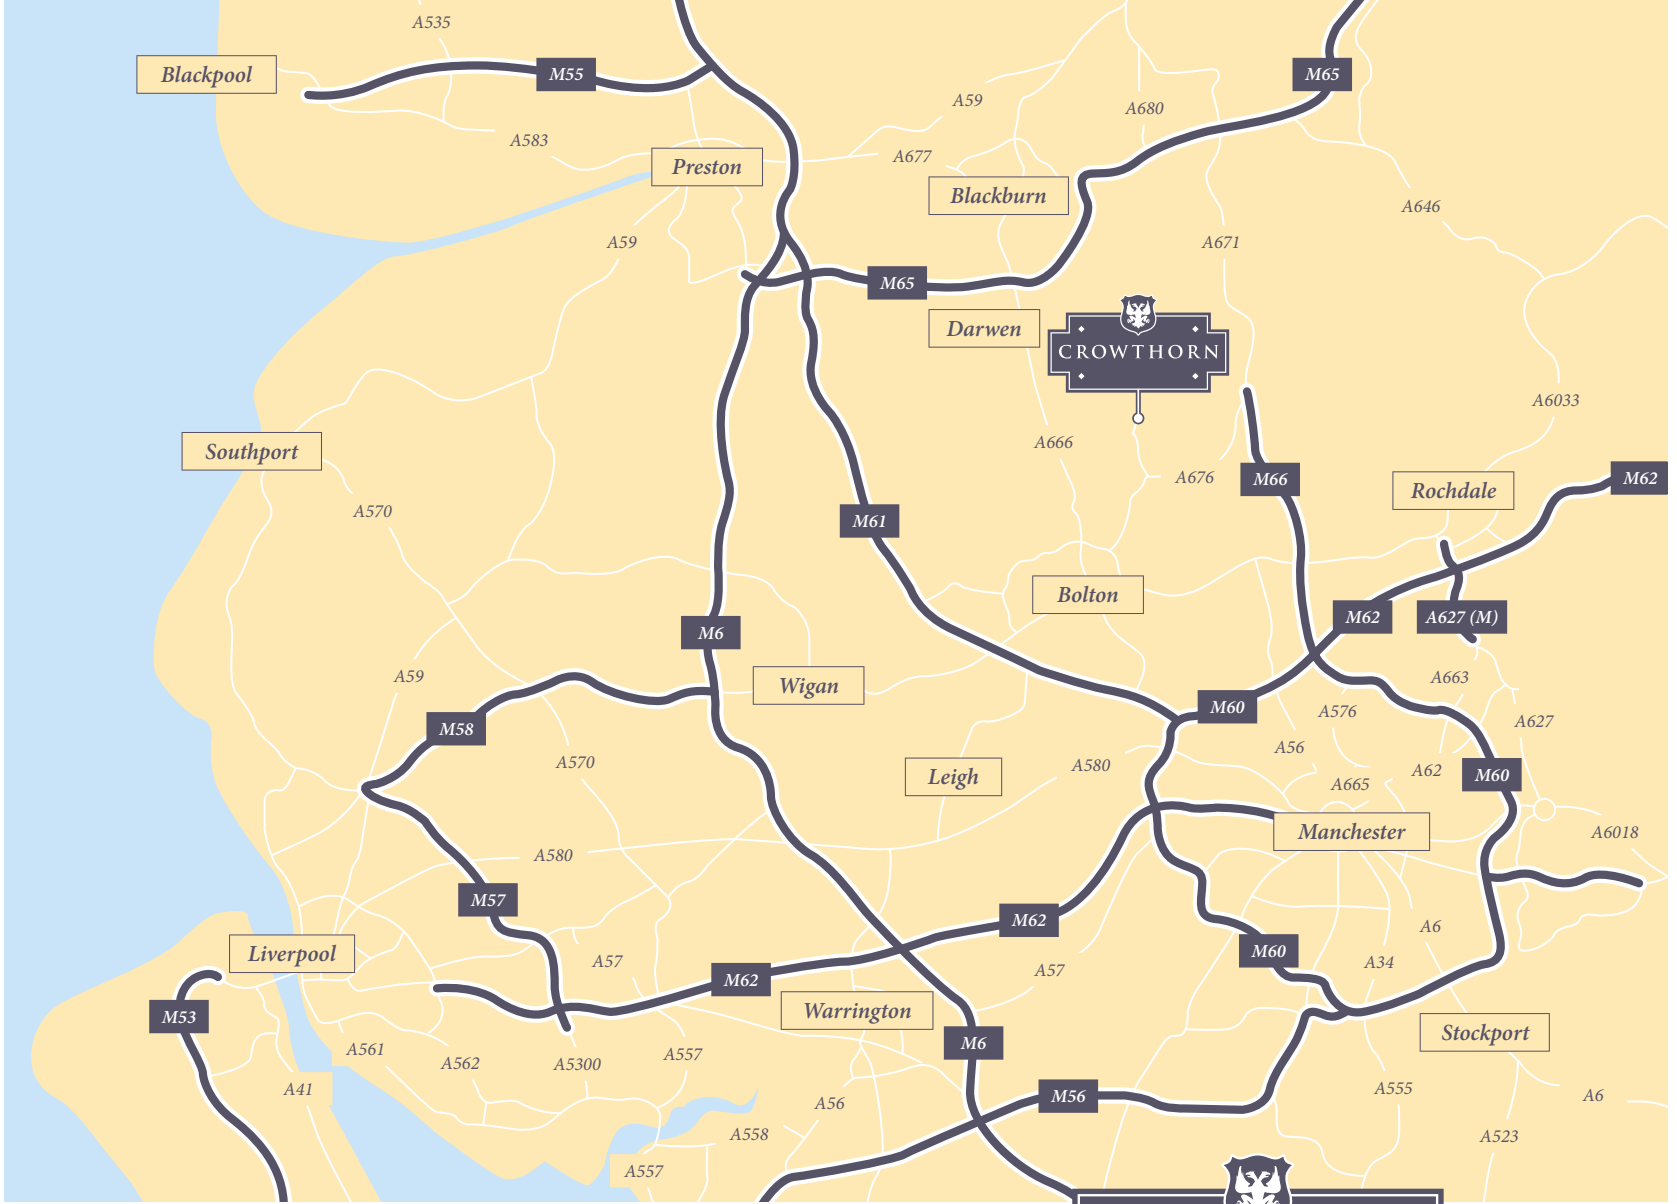 A535
Blackpool
M55
M65
A59
A680
A583
A677
Preston
Blackburn
A646
A59
A671
M65
Darwen
CROWTHORN
A6033
A666
Southport
A676
M66
Rochdale
M62
A570
M61
Bolton
M6
M62
A627 (M)
A59
Wigan
A663
M60
A576
A627
M58
A56
A570
Leigh
A580
A62
M60
A665
Manchester
A6018
A580
M57
M62
A6
Liverpool
M60
A57
A34
A57
M62
Warrington
M53
Stockport
M6
A561
A562
A5300
A557
A41
A555
M56
A6
A56
A558
A523
A557